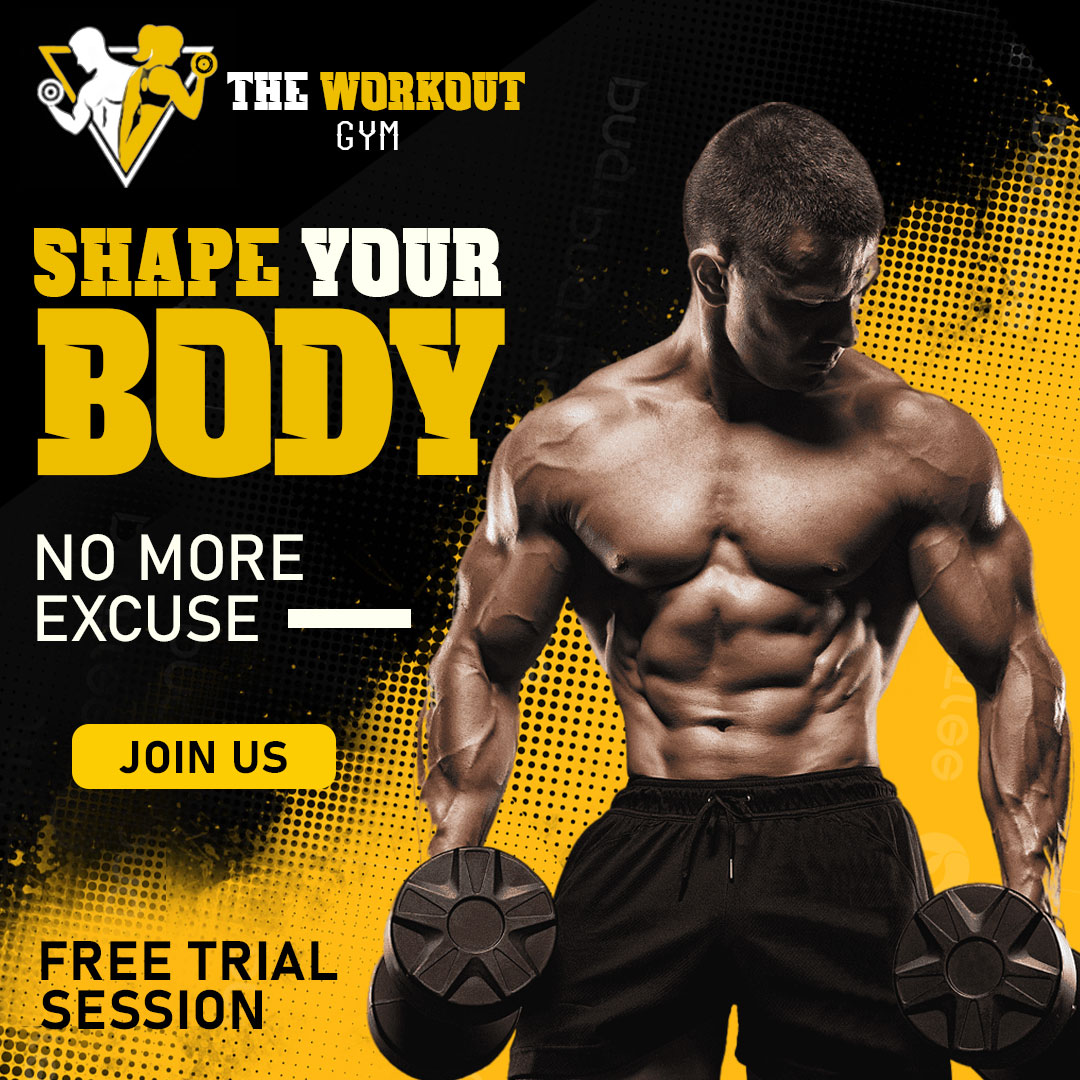 THE WORKOUT
GYM
SHAPE YOUR
BODY
NO MORE
EXCUSE
JOIN US
FREE TRIAL
SESSION